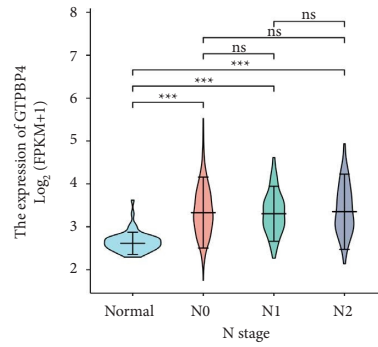 The expression of GTPBP4
Log2 (FPKM+1)
8
7
6
5
4
3
2
ns
ns
ns
***
***
***
Normal
N0
N1
N2
N stage